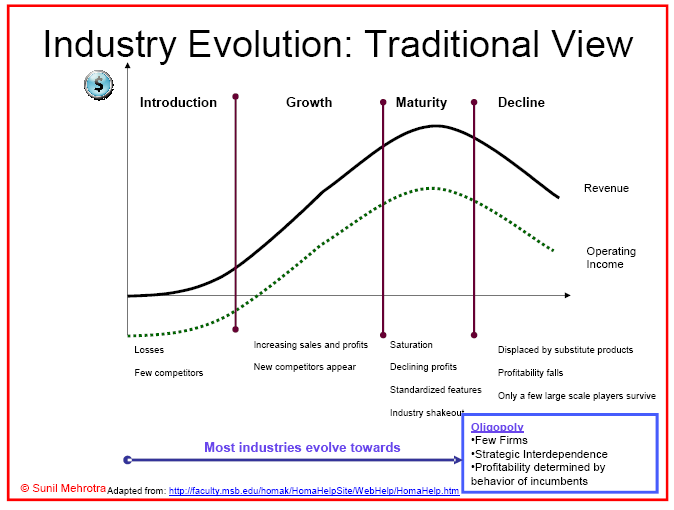 Industry Evolution: Traditional View
$
Introduction
Growth
Maturity
Decline
Revenue
Operating
Income
Losses
Few competitors
Increasing sales and profits
New competitors appear
Saturation
Declining profits
Standardized features
Industry shakeout
Displaced by substitute products
Profitability falls
Only a few large scale players survive
Most industries evolve towards
Oligopoly
•Few Firms
•Strategic Interdependence
•Profitability determined by
behavior of incumbents
© Sunil Mehrotra
Adapted from: http://faculty.msb.edu/homak/HomaHelpSite/WebHelp/HomaHelp.htm